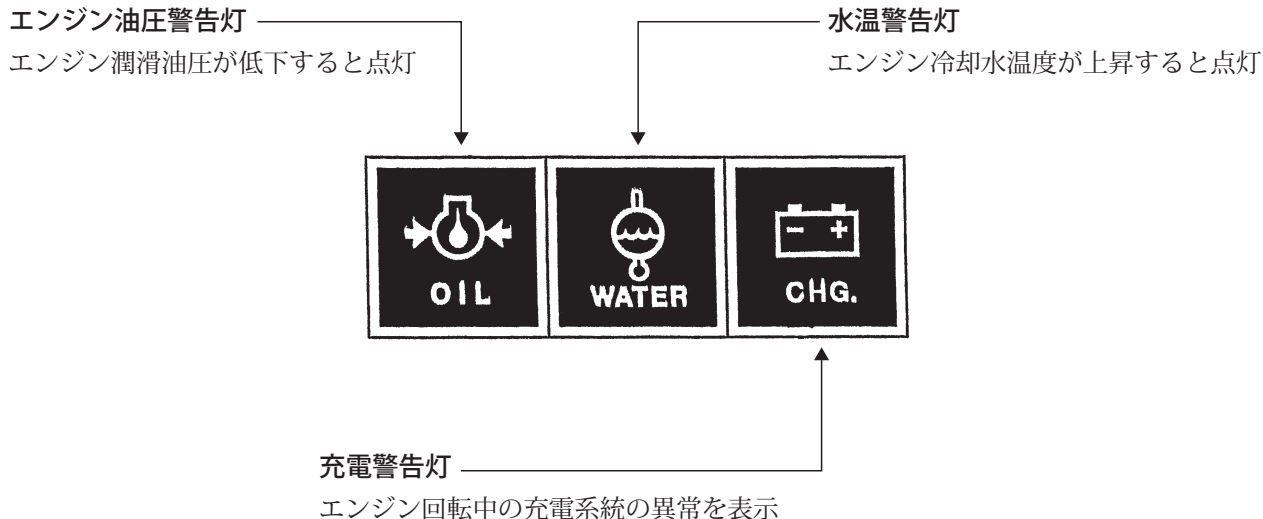 エンジン油圧警告灯
エンジン潤滑油圧が低下すると点灯
水温警告灯
エンジン冷却水温度が上昇すると点灯
OIL
WATER
- +
CHG.
充電警告灯
エンジン回転中の充電系統の異常を表示